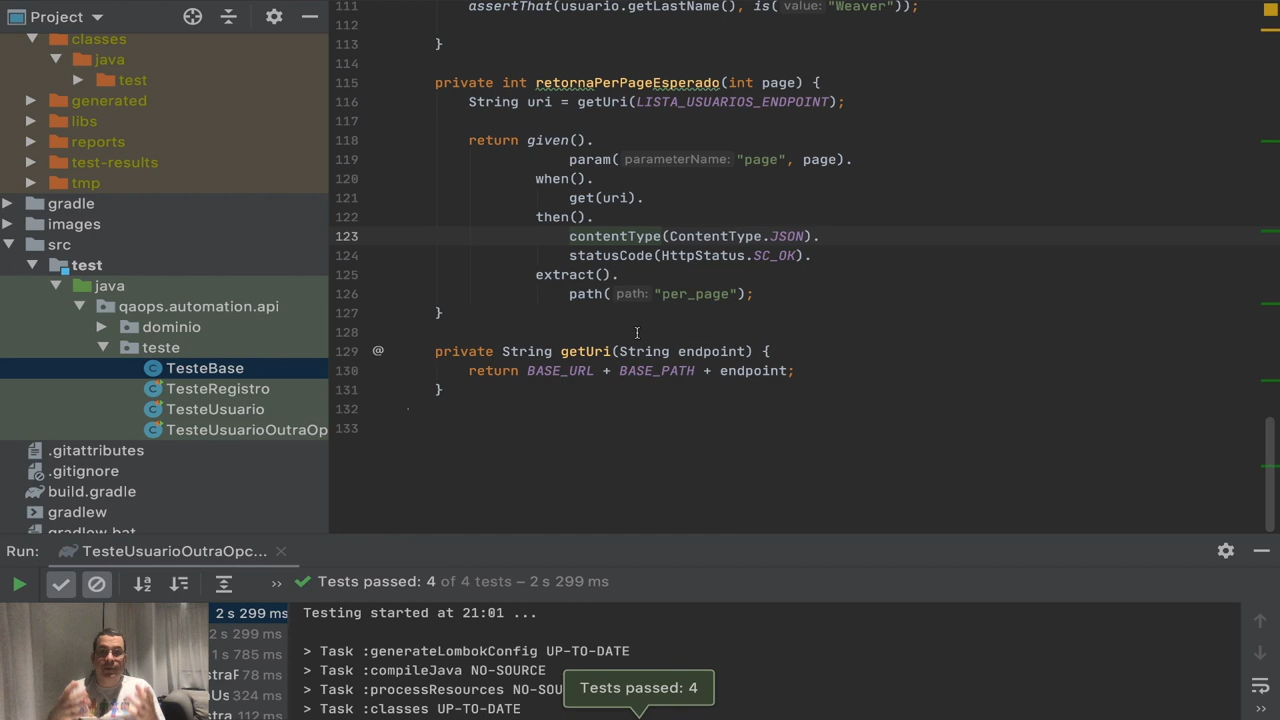 Project
classes
java
test
generated
libs
reports
test-results
tmp
gradle
images
src
test
java
qaops.automation.api
dominio
teste
TesteBase
TesteRegistro
TesteUsuario
TesteUsuarioOutraOp
.gitattributes
.gitignore
build.gradle
gradlew
gradlew.bat
111 assertThat(usuario.getLastName(), is( value: "Weaver"));
112
113 }
114
115 private int retornaPerPageEsperado(int page) {
116 String uri = getUri(LISTA_USUARIOS_ENDPOINT);
117
118 return given().
119 param( parameterName: "page", page).
120 when().
121 get(uri).
122 then().
123 contentType(ContentType.JSON).
124 statusCode(HttpStatus.SC_OK).
125 extract().
126 path( path: "per_page");
127 }
128
129 @ private String getUri(String endpoint) {
130 return BASE_URL + BASE_PATH + endpoint;
131 }
132
133
Run: TesteUsuarioOutraOpc...
Tests passed: 4 of 4 tests – 2 s 299 ms
2 s 299 ms
2 s 299 ms
1 s 785 ms
78 ms
324 ms
112 ms
Testing started at 21:01 ...
> Task :generateLombokConfig UP-TO-DATE
> Task :compileJava NO-SOURCE
> Task :processResources NO-SOU
> Task :classes UP-TO-DATE
Tests passed: 4